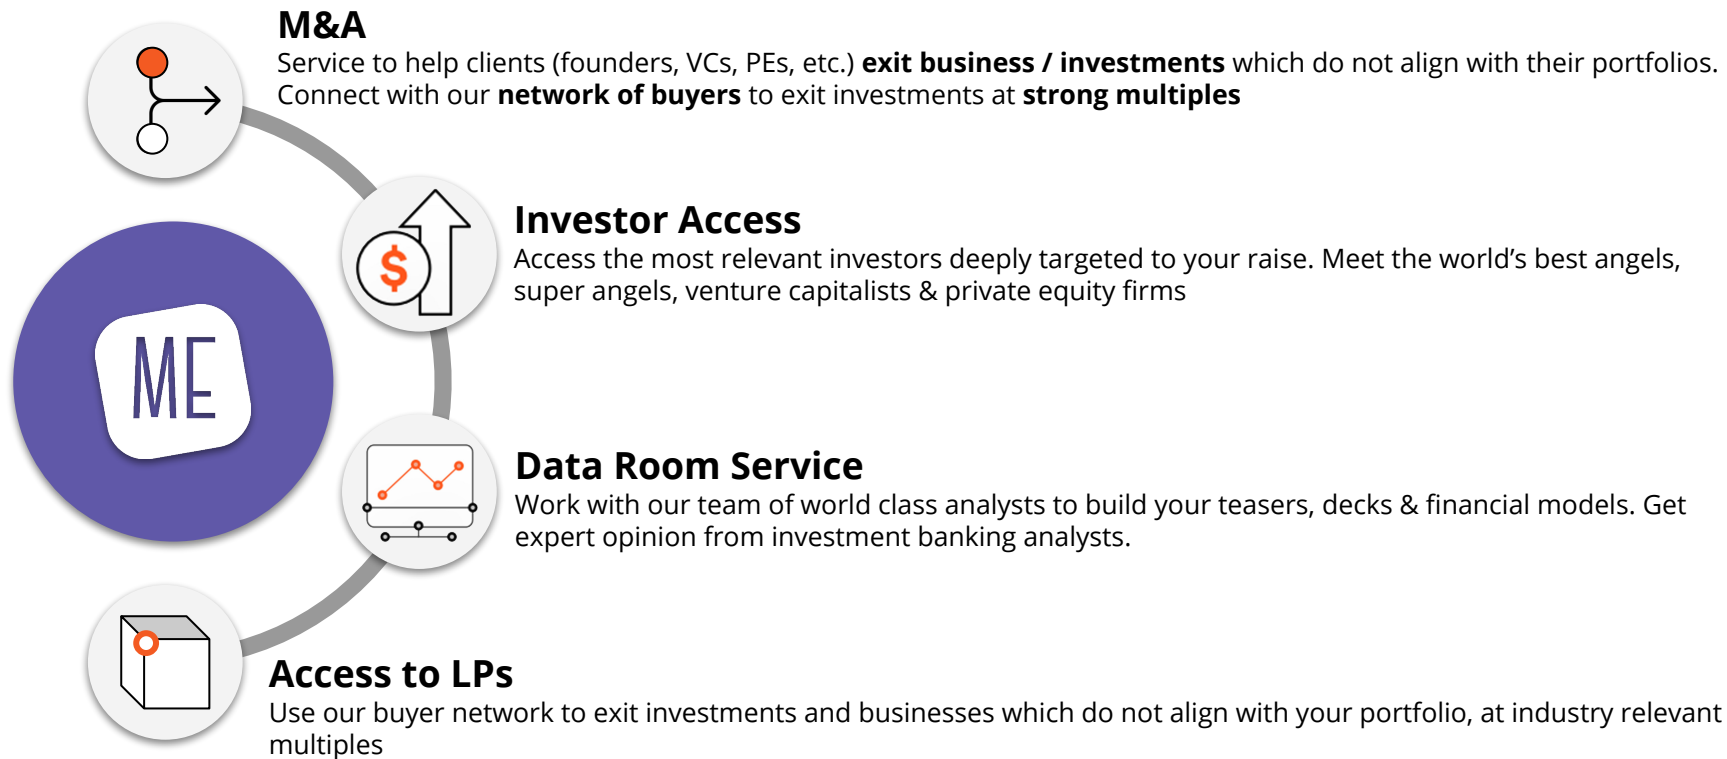 M&A
Service to help clients (founders, VCs, PEs, etc.) exit business / investments which do not align with their portfolios.
Connect with our network of buyers to exit investments at strong multiples
Investor Access
Access the most relevant investors deeply targeted to your raise. Meet the world’s best angels,
super angels, venture capitalists & private equity firms
$
ME
Data Room Service
Work with our team of world class analysts to build your teasers, decks & financial models. Get
expert opinion from investment banking analysts.
Access to LPs
Use our buyer network to exit investments and businesses which do not align with your portfolio, at industry relevant
multiples